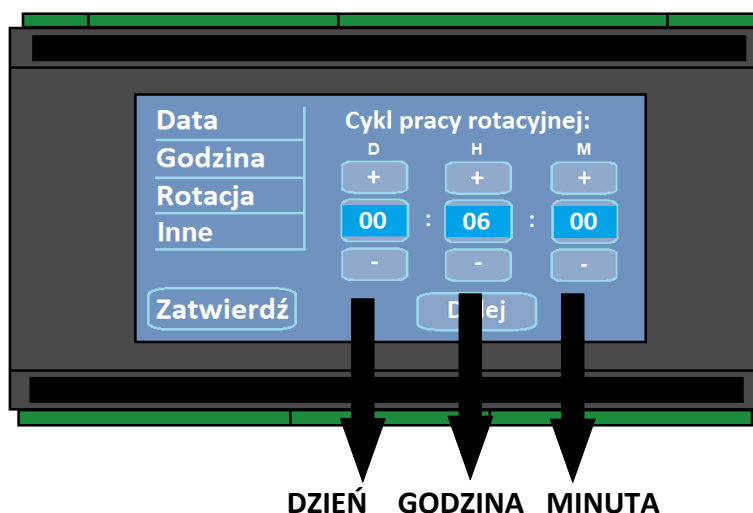 Data
Godzina
Rotacja
Inne
Zatwierdź
Cykl pracy rotacyjnej:
D H M
+ + +
00 : 06 : 00
- - -
DZIEŃ GODZINA MINUTA